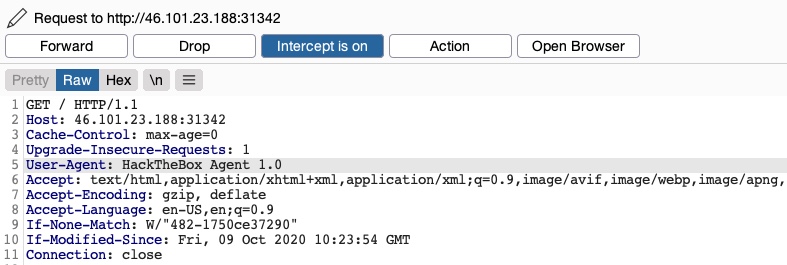 Request to http://46.101.23.188:31342
Forward Drop Intercept is on Action Open Browser
Pretty Raw Hex \n
1 GET / HTTP/1.1
2 Host: 46.101.23.188:31342
3 Cache-Control: max-age=0
4 Upgrade-Insecure-Requests: 1
5 User-Agent: HackTheBox Agent 1.0
6 Accept: text/html,application/xhtml+xml,application/xml;q=0.9,image/avif,image/webp,image/apng,
7 Accept-Encoding: gzip, deflate
8 Accept-Language: en-US,en;q=0.9
9 If-None-Match: W/"482-1750ce37290"
10 If-Modified-Since: Fri, 09 Oct 2020 10:23:54 GMT
11 Connection: close